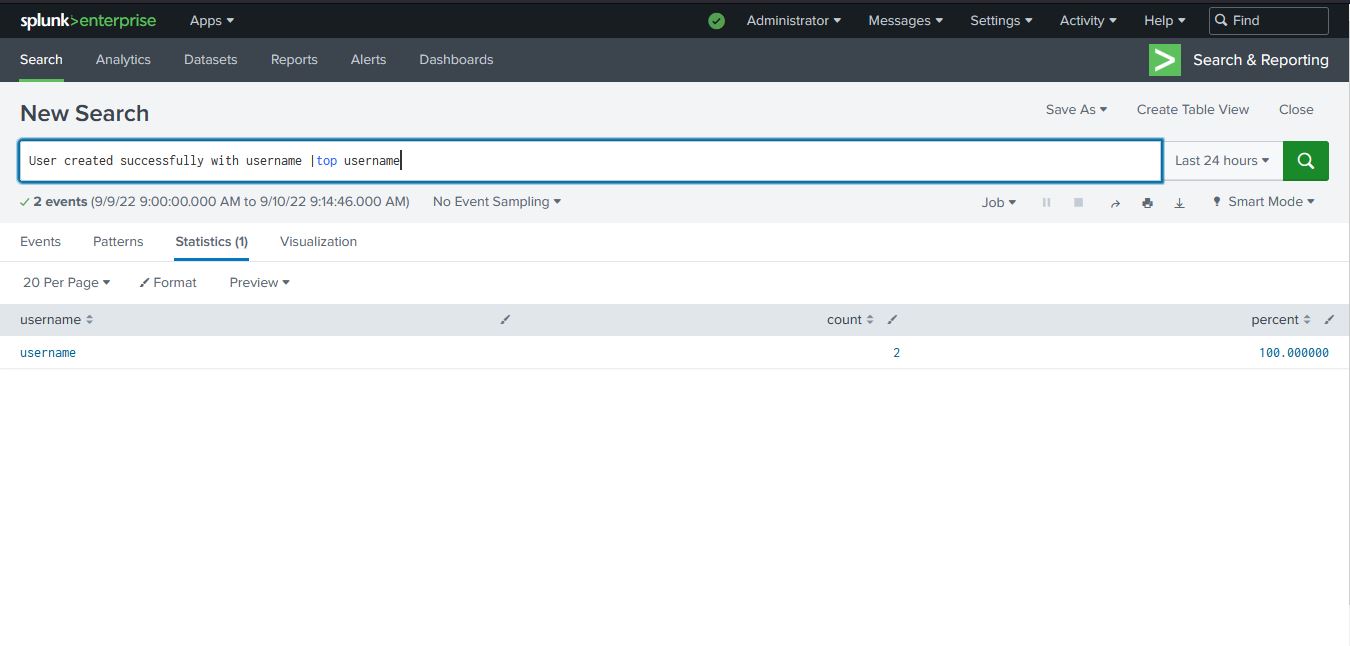 splunk>enterprise Apps Administrator Messages Settings Activity Help Find
Search Analytics Datasets Reports Alerts Dashboards Search & Reporting
New Search Save As Create Table View Close
User created successfully with username |top username Last 24 hours
2 events (9/9/22 9:00:00.000 AM to 9/10/22 9:14:46.000 AM) No Event Sampling Job Smart Mode
Events Patterns Statistics (1) Visualization
20 Per Page Format Preview
username count percent
username 2 100.000000